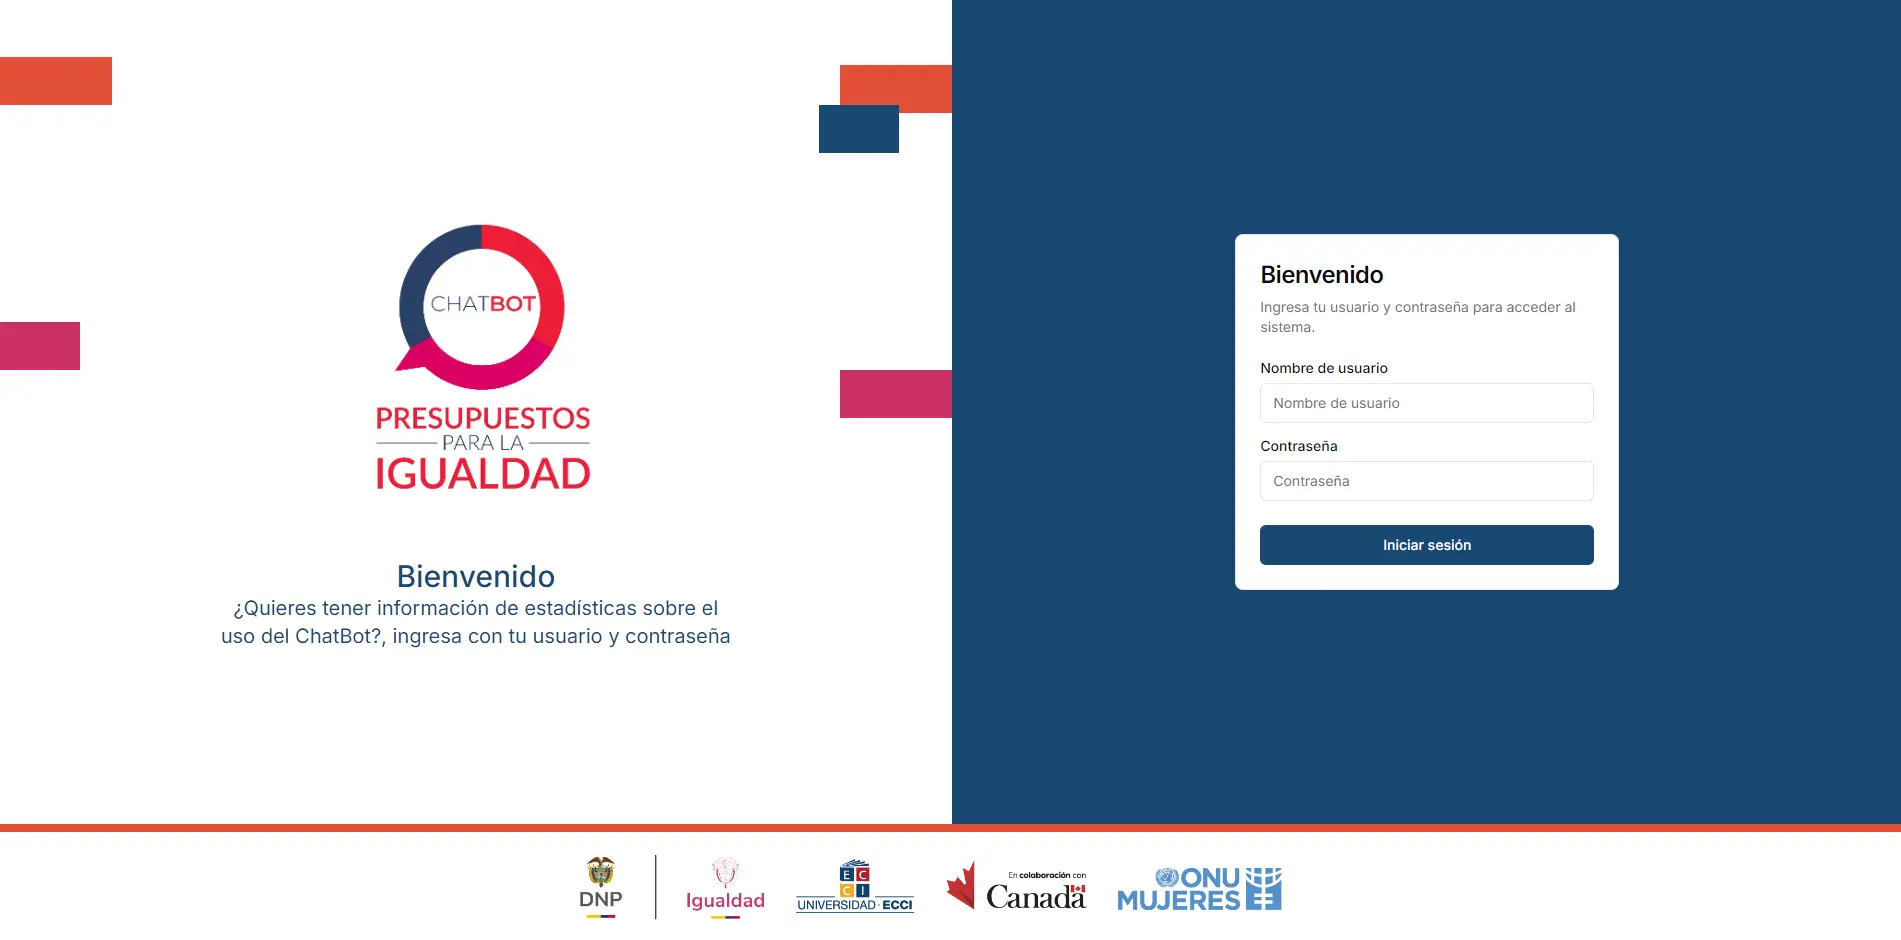 CHATBOT
PRESUPUESTOS
PARA LA
IGUALDAD
Bienvenido
¿Quieres tener información de estadísticas sobre el
uso del ChatBot?, ingresa con tu usuario y contraseña
Bienvenido
Ingresa tu usuario y contraseña para acceder al
sistema.
Nombre de usuario
Nombre de usuario
Contraseña
Contraseña
Iniciar sesión
DNP
Igualdad
E C
C I
UNIVERSIDAD·ECCI
En colaboración con
Canada
ONU
MUJERES